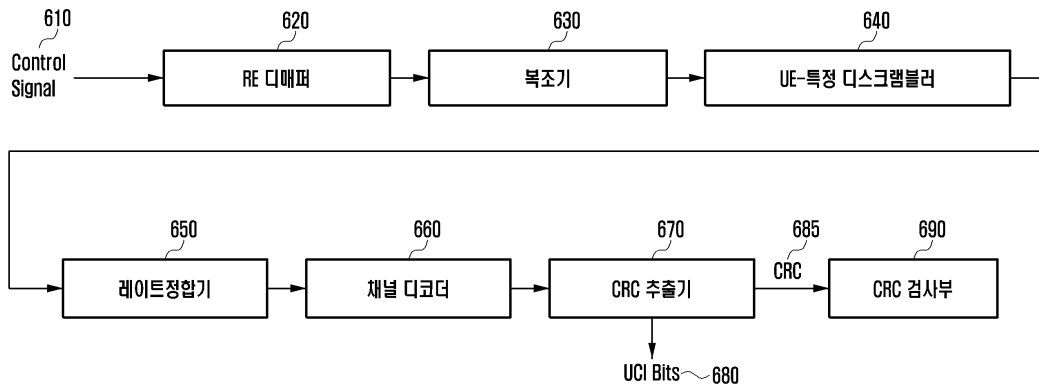 610
620
630
640
Control
Signal
RE 디매퍼
복조기
UE-특정 디스크램블러
650
660
670
685
690
레이트정합기
채널 디코더
CRC 추출기
CRC
CRC 검사부
UCI Bits
680